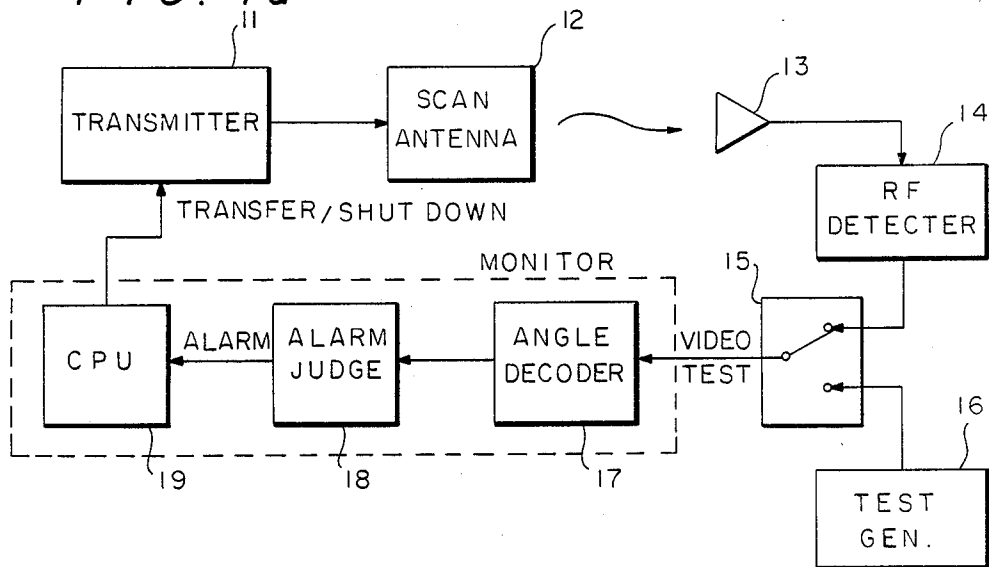 11
12
13
14
TRANSMITTER
SCAN
ANTENNA
RF
DETECTER
TRANSFER/SHUT DOWN
MONITOR
15
CPU
ALARM
ALARM
JUDGE
ANGLE
DECODER
VIDEO
TEST
16
19
18
17
TEST
GEN.